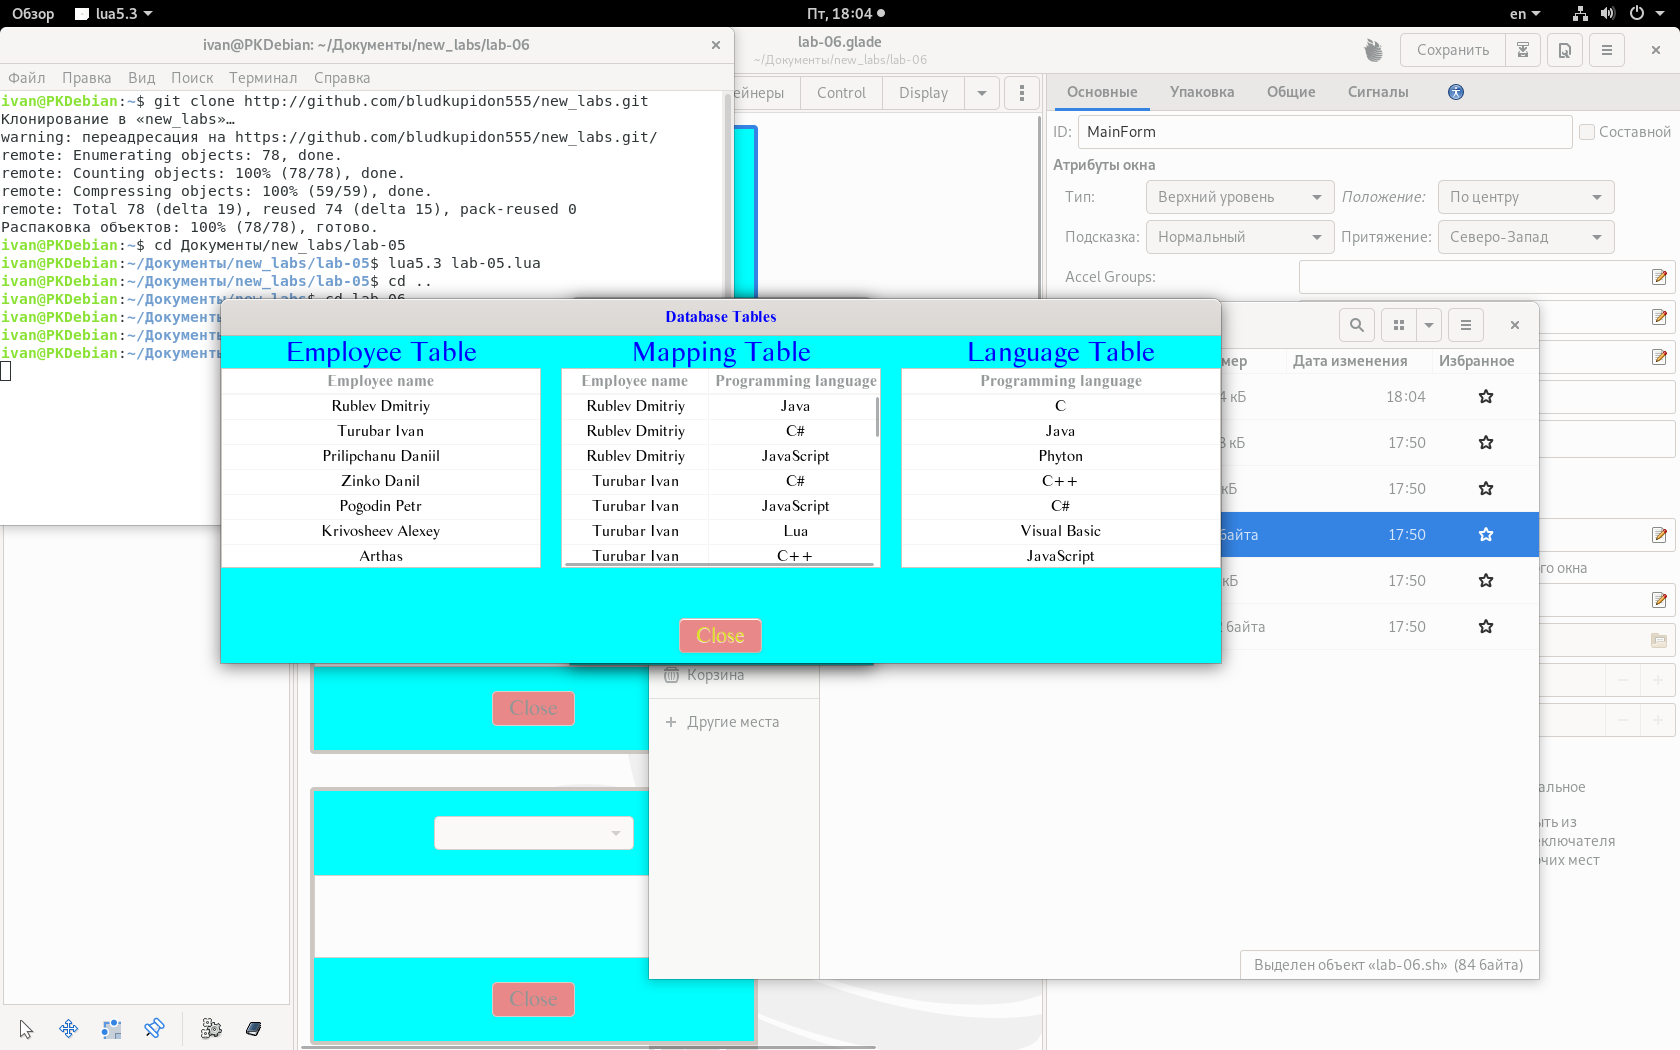 Обзор
lua5.3
Пт, 18:04
en
ivan@PKDebian: ~/Документы/new_labs/lab-06
Файл Правка Вид Поиск Терминал Справка
ivan@PKDebian:~$ git clone http://github.com/bludkupidon555/new_labs.git
Клонирование в «new_labs»…
warning: переадресация на https://github.com/bludkupidon555/new_labs.git/
remote: Enumerating objects: 78, done.
remote: Counting objects: 100% (78/78), done.
remote: Compressing objects: 100% (59/59), done.
remote: Total 78 (delta 19), reused 74 (delta 15), pack-reused 0
Распаковка объектов: 100% (78/78), готово.
ivan@PKDebian:~$ cd Документы/new_labs/lab-05
ivan@PKDebian:~/Документы/new_labs/lab-05$ lua5.3 lab-05.lua
ivan@PKDebian:~/Документы/new_labs/lab-05$ cd ..
ivan@PKDebian:~/Документы/new_labs$ cd lab-06
ivan@PKDebian:~/Документы
ivan@PKDebian:~/Документы
ivan@PKDebian:~/Документы
lab-06.glade
~/Документы/new_labs/lab-06
Сохранить
Control
Display
Основные Упаковка Общие Сигналы
ID: MainForm Составной
Атрибуты окна
Тип: Верхний уровень Положение: По центру
Подсказка: Нормальный Притяжение: Северо-Запад
Accel Groups:
Database Tables
Employee Table
Employee name
Rublev Dmitriy
Turubar Ivan
Prilipchanu Daniil
Zinko Danil
Pogodin Petr
Krivosheev Alexey
Arthas
Mapping Table
Employee name Programming language
Rublev Dmitriy Java
Rublev Dmitriy C#
Rublev Dmitriy JavaScript
Turubar Ivan C#
Turubar Ivan JavaScript
Turubar Ivan Lua
Turubar Ivan C++
Language Table
Programming language
C
Java
Phyton
C++
C#
Visual Basic
JavaScript
Close
Дата изменения Избранное
кБ 18:04
кБ 17:50
кБ 17:50
байта 17:50
кБ 17:50
байта 17:50
Корзина
Другие места
Выделен объект «lab-06.sh» (84 байта)
окна
Close
Close